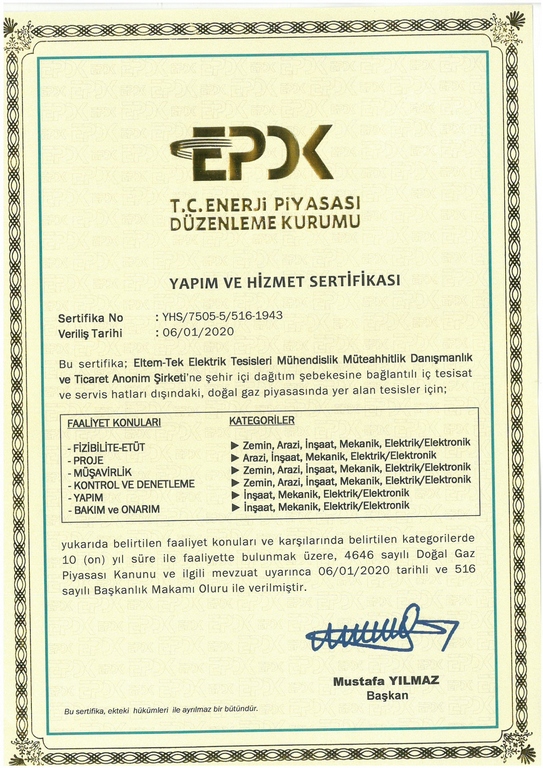 EPDK
T.C. ENERJİ PİYASASI
DÜZENLEME KURUMU
YAPIM VE HİZMET SERTİFİKASI
Sertifika No : YHS/7505-5/516-1943
Veriliş Tarihi : 06/01/2020
Bu sertifika; Eltem-Tek Elektrik Tesisleri Mühendislik Müteahhitlik Danışmanlık
ve Ticaret Anonim Şirketi'ne şehir içi dağıtım şebekesine bağlantılı iç tesisat
ve servis hatları dışındaki, doğal gaz piyasasında yer alan tesisler için;
FAALİYET KONULARI KATEGORİLER
- FİZİBİLİTE-ETÜT ► Zemin, Arazi, İnşaat, Mekanik, Elektrik/Elektronik
- PROJE ► Arazi, İnşaat, Mekanik, Elektrik/Elektronik
- MÜŞAVİRLİK ► Zemin, Arazi, İnşaat, Mekanik, Elektrik/Elektronik
- KONTROL VE DENETLEME ► Zemin, Arazi, İnşaat, Mekanik, Elektrik/Elektronik
- YAPIM ► İnşaat, Mekanik, Elektrik/Elektronik
- BAKIM ve ONARIM ► İnşaat, Mekanik, Elektrik/Elektronik
yukarıda belirtilen faaliyet konuları ve karşılarında belirtilen kategorilerde
10 (on) yıl süre ile faaliyette bulunmak üzere, 4646 sayılı Doğal Gaz
Piyasası Kanunu ve ilgili mevzuat uyarınca 06/01/2020 tarihli ve 516
sayılı Başkanlık Makamı Oluru ile verilmiştir.
Mustafa YILMAZ
Başkan
Bu sertifika, ekteki hükümleri ile ayrılmaz bir bütündür.